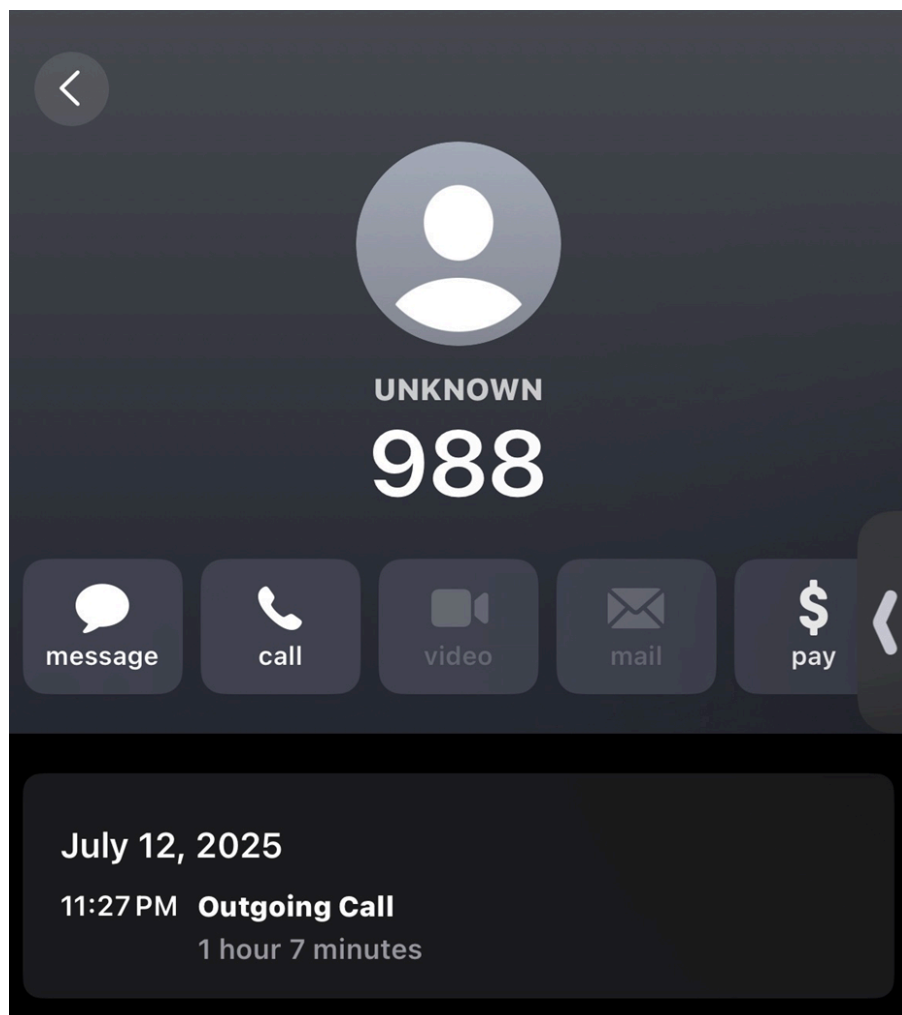 UNKNOWN
988
message call video mail pay
July 12, 2025
11:27 PM Outgoing Call
1 hour 7 minutes